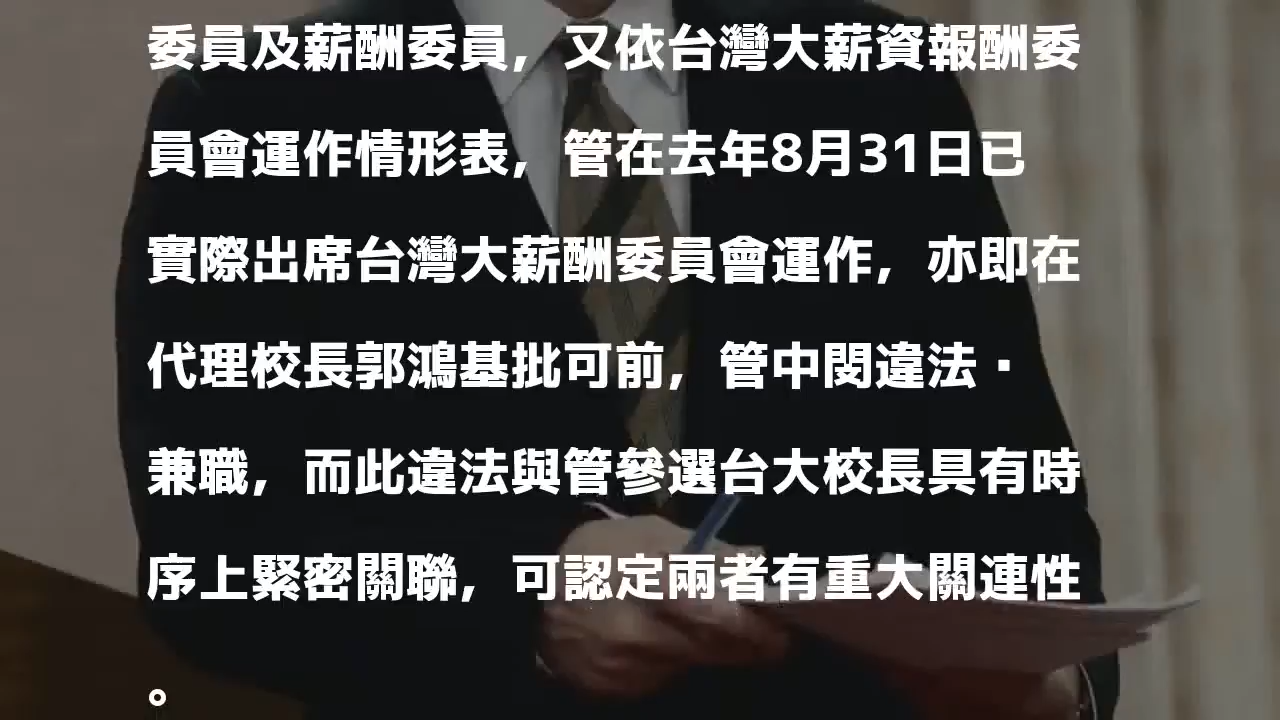 委員及薪酬委員，又依台灣大薪資報酬委
員會運作情形表，管在去年8月31日已
實際出席台灣大薪酬委員會運作，亦即在
代理校長郭鴻基批可前，管中閔違法·
兼職，而此違法與管參選台大校長具有時
序上緊密關聯，可認定兩者有重大關連性
。